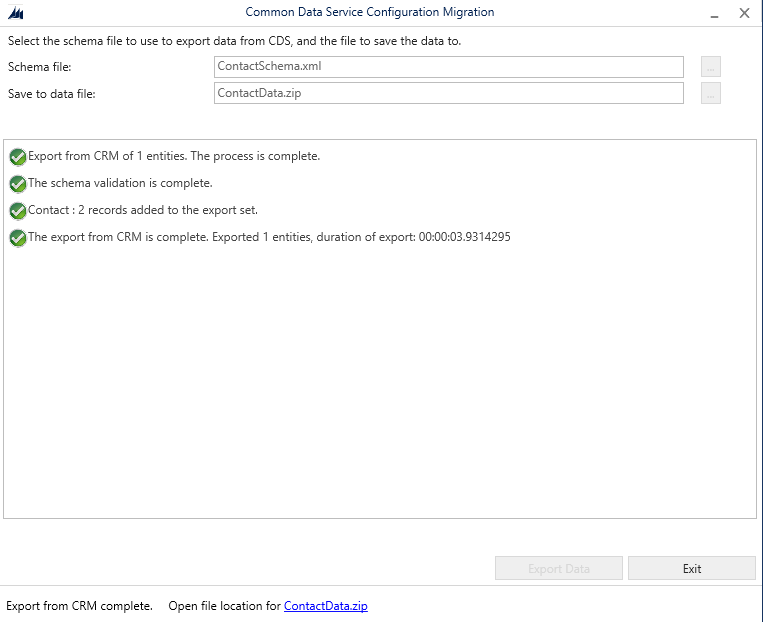 Common Data Service Configuration Migration
Select the schema file to use to export data from CDS, and the file to save the data to.
Schema file: ContactSchema.xml ...
Save to data file: ContactData.zip ...
Export from CRM of 1 entities. The process is complete.
The schema validation is complete.
Contact : 2 records added to the export set.
The export from CRM is complete. Exported 1 entities, duration of export: 00:00:03.9314295
Export Data Exit
Export from CRM complete. Open file location for ContactData.zip